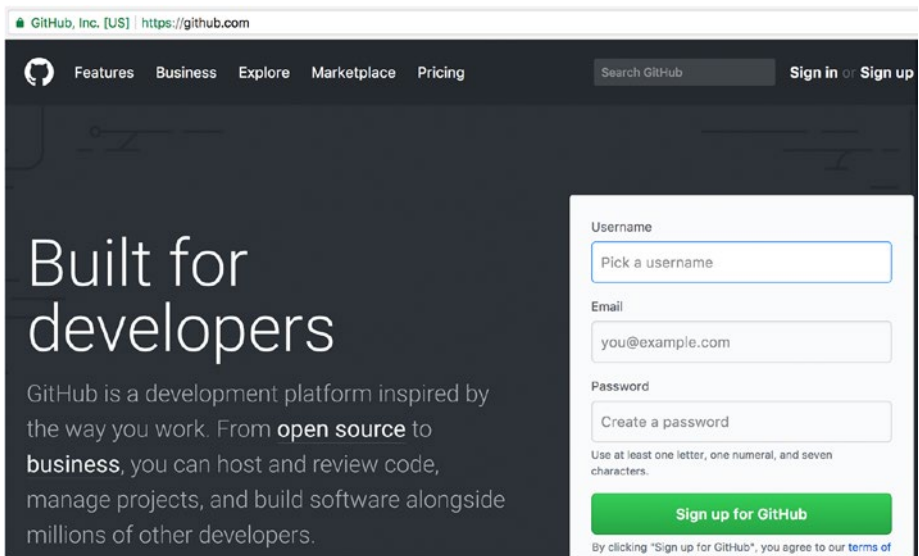 GitHub, Inc. [US] https://github.com
Features Business Explore Marketplace Pricing Search GitHub Sign in or Sign up
Built for
developers
GitHub is a development platform inspired by
the way you work. From open source to
business, you can host and review code,
manage projects, and build software alongside
millions of other developers.
Username
Pick a username
Email
you@example.com
Password
Create a password
Use at least one letter, one numeral, and seven
characters.
Sign up for GitHub
By clicking "Sign up for GitHub", you agree to our terms of